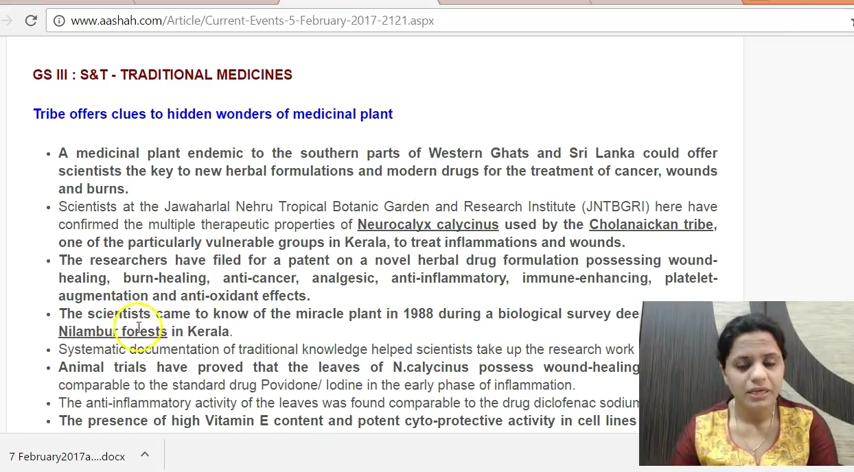 www.aashah.com/Article/Current-Events-5-February-2017-2121.aspx
GS III : S&T - TRADITIONAL MEDICINES
Tribe offers clues to hidden wonders of medicinal plant
• A medicinal plant endemic to the southern parts of Western Ghats and Sri Lanka could offer
scientists the key to new herbal formulations and modern drugs for the treatment of cancer, wounds
and burns.
• Scientists at the Jawaharlal Nehru Tropical Botanic Garden and Research Institute (JNTBGRI) here have
confirmed the multiple therapeutic properties of Neurocalyx calycinus used by the Cholanaickan tribe,
one of the particularly vulnerable groups in Kerala, to treat inflammations and wounds.
• The researchers have filed for a patent on a novel herbal drug formulation possessing wound-
healing, burn-healing, anti-cancer, analgesic, anti-inflammatory, immune-enhancing, platelet-
augmentation and anti-oxidant effects.
• The scientists came to know of the miracle plant in 1988 during a biological survey dee
Nilambur forests in Kerala.
• Systematic documentation of traditional knowledge helped scientists take up the research work
• Animal trials have proved that the leaves of N.calycinus possess wound-healing
comparable to the standard drug Povidone/ Iodine in the early phase of inflammation.
• The anti-inflammatory activity of the leaves was found comparable to the drug diclofenac sodium
• The presence of high Vitamin E content and potent cyto-protective activity in cell lines
7 February2017a....docx